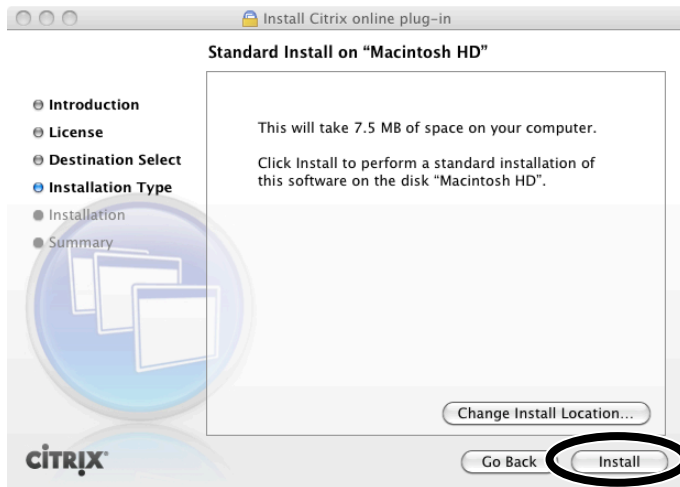 Install Citrix online plug-in
Standard Install on “Macintosh HD”
Introduction
License
Destination Select
Installation Type
Installation
Summary
This will take 7.5 MB of space on your computer.
Click Install to perform a standard installation of
this software on the disk “Macintosh HD”.
Change Install Location...
CITRIX
Go Back
Install